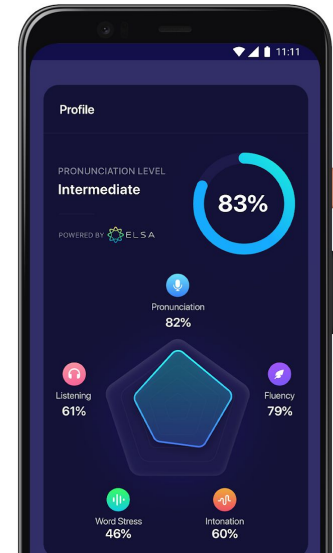 11:11
Profile
PRONUNCIATION LEVEL
Intermediate
83%
POWERED BY ELSA
Pronunciation
82%
Listening
61%
Fluency
79%
Word Stress
46%
Intonation
60%